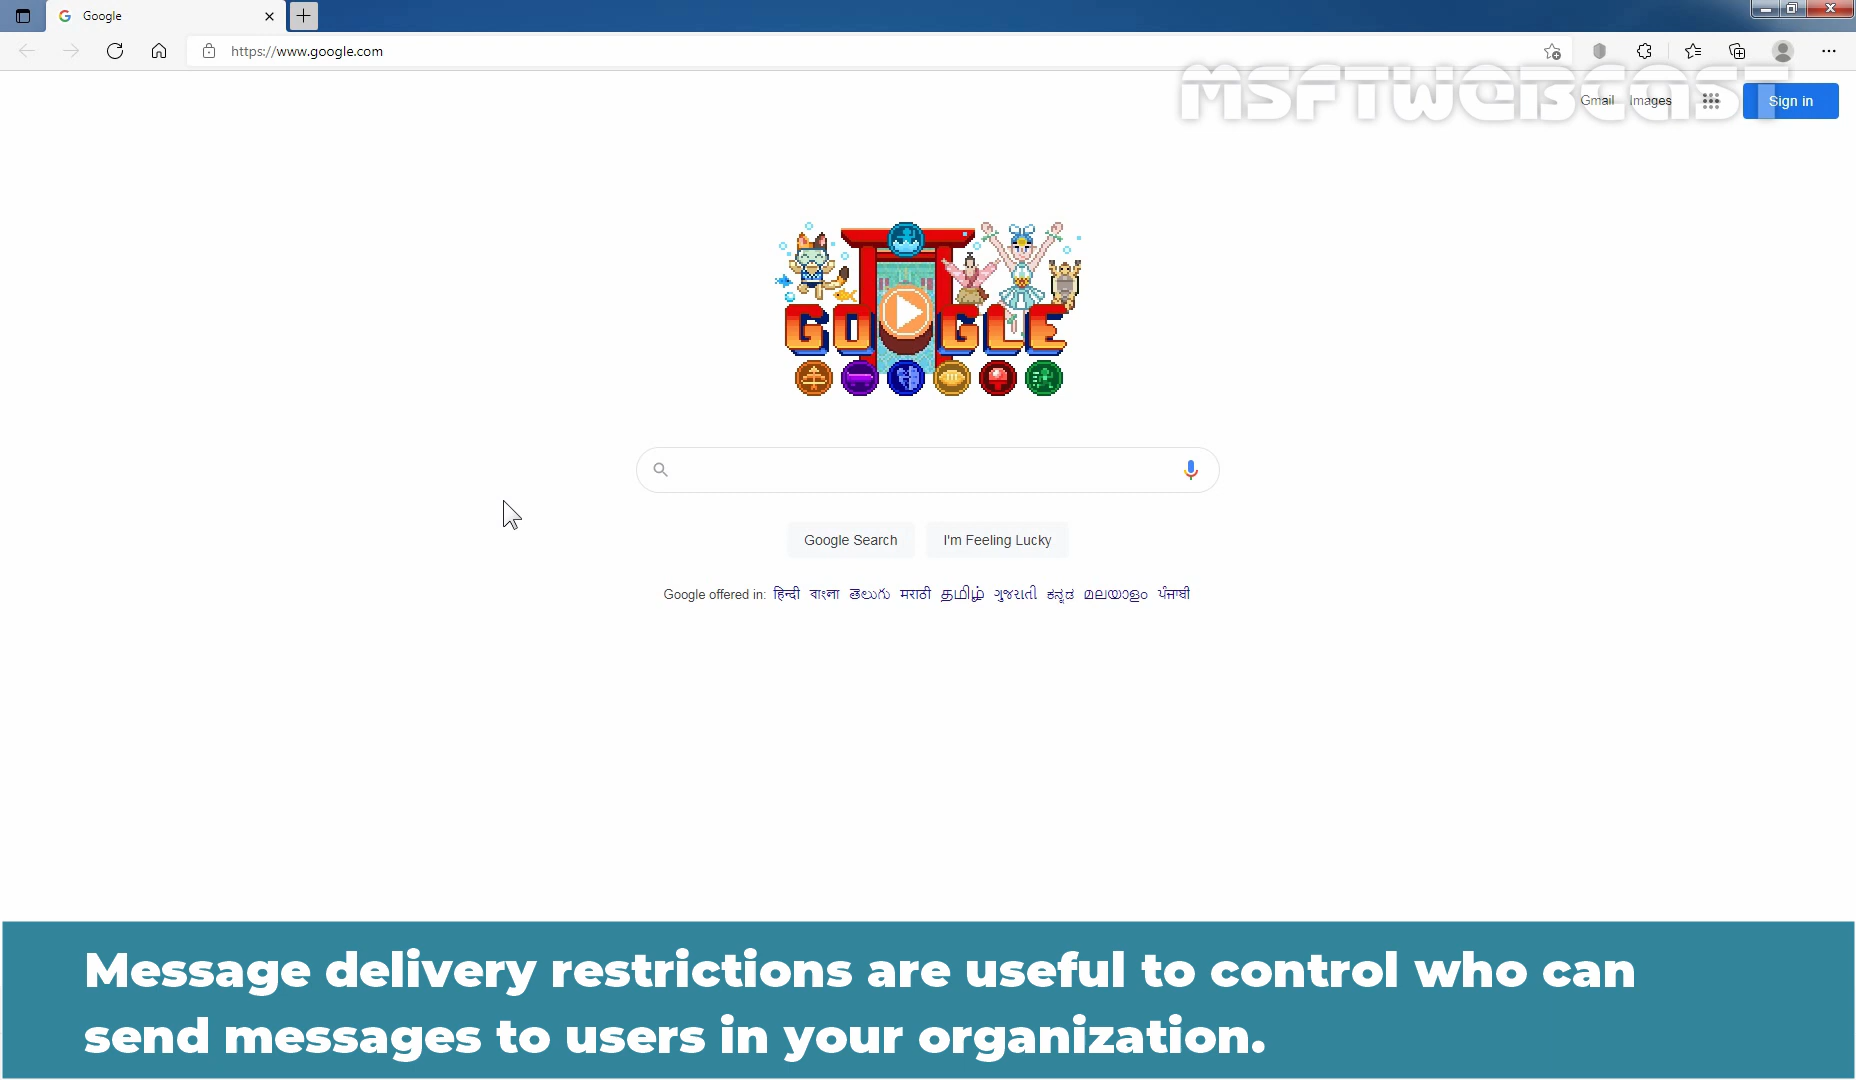 Google
https://www.google.com
MSFTWEBCAST
Gmail Images
Sign in
GOOGLE
Google Search
I'm Feeling Lucky
Google offered in: हिन्दी বাংলা తెలుగు मराठी தமிழ் ગુજરાતી ಕನ್ನಡ മലയാളം ਪੰਜਾਬੀ
Message delivery restrictions are useful to control who can
send messages to users in your organization.